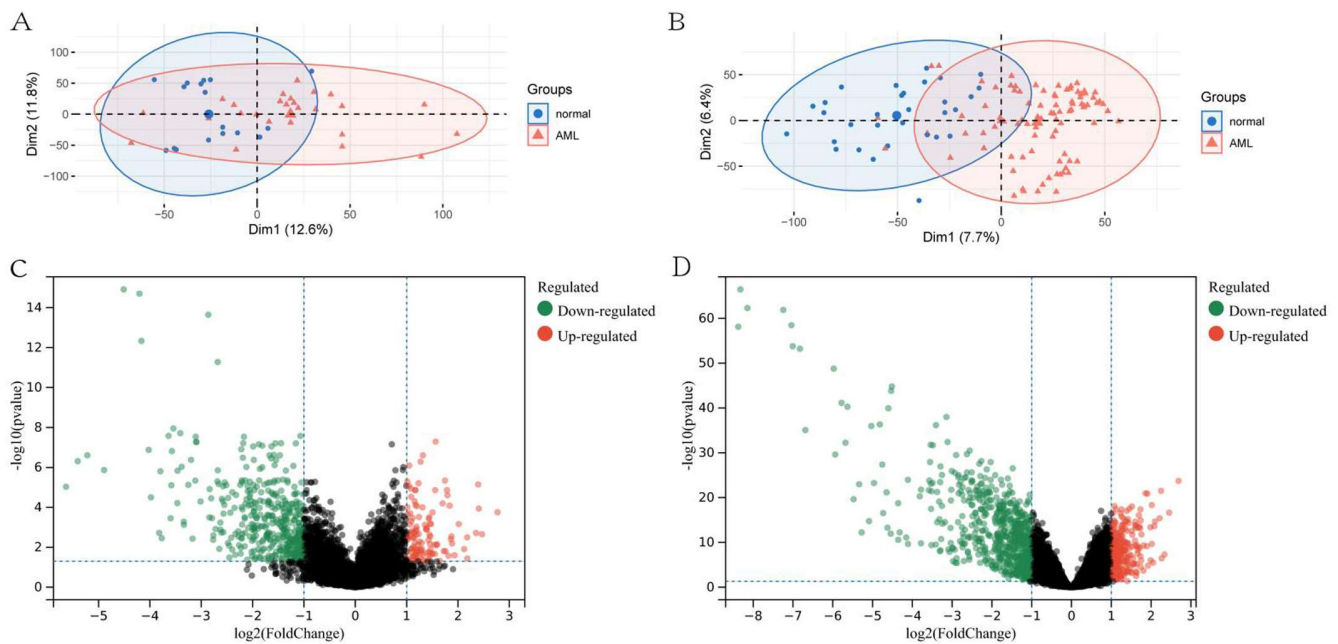 A
100
50
0
−50
−100
Dim2 (11.8%)
−50
0
50
100
Dim1 (12.6%)
Groups
normal
AML
B
50
0
−50
Dim2 (6.4%)
−100
−50
0
50
Dim1 (7.7%)
Groups
normal
AML
C
14
12
10
8
6
4
2
0
-log10(pvalue)
−5
−4
−3
−2
−1
0
1
2
3
log2(FoldChange)
Regulated
Down-regulated
Up-regulated
D
60
50
40
30
20
10
0
-log10(pvalue)
−8
−7
−6
−5
−4
−3
−2
−1
0
1
2
3
log2(FoldChange)
Regulated
Down-regulated
Up-regulated